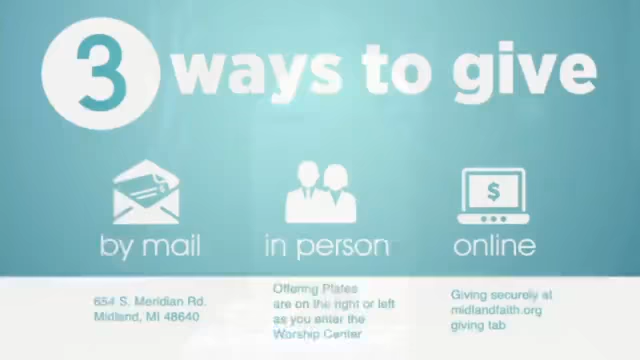 3 ways to give
by mail
in person
online
654 S. Meridian Rd.
Midland, MI 48640
Offering Plates
are on the right or left
as you enter the
Worship Center
Giving securely at
midlandfaith.org
giving tab